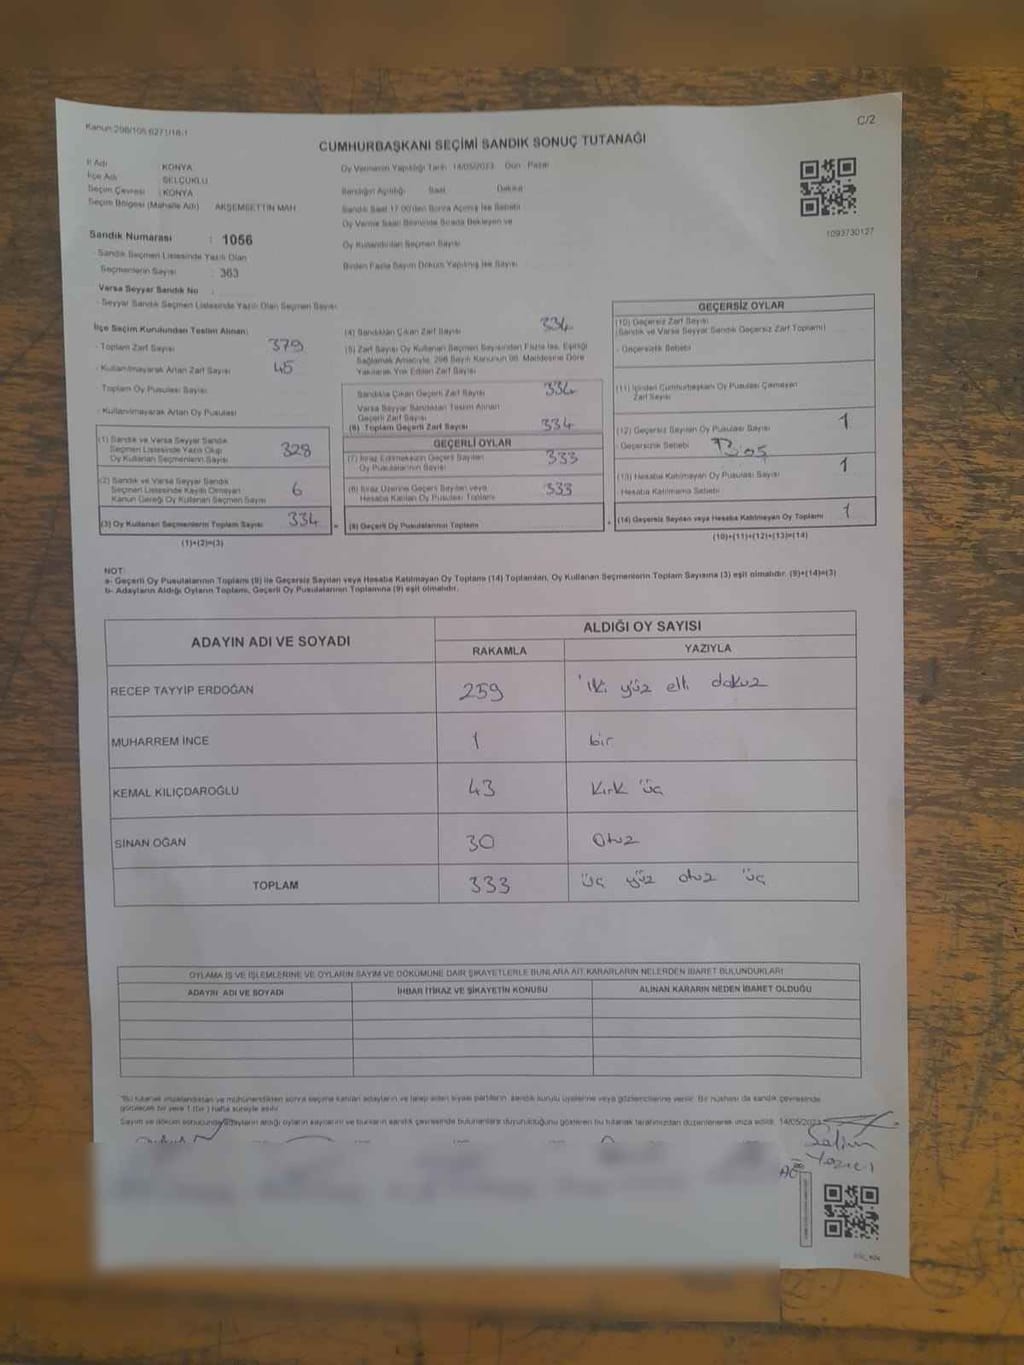 Kanun:298/105 6271/18-1
C/2
CUMHURBAŞKANI SEÇİMİ SANDIK SONUÇ TUTANAĞI
İl Adı KONYA
İlçe Adı SELÇUKLU
Seçim Çevresi : KONYA
Seçim Bölgesi (Mahalle Adı) AKŞEMSETTİN MAH.
Oy Vermenin Yapıldığı Tarih 14/05/2023 Gün Pazar
Sandığın Açıldığı Saat Dakika
Sandık Saat 17:00'den Sonra Açılmış İse Sebebi
Oy Verme Saati Bitiminde Sırada Bekleyen ve
Oy Kullandırılan Seçmen Sayısı
Birden Fazla Sayım Döküm Yapılmış İse Sayısı
1093730127
Sandık Numarası : 1056
- Sandık Seçmen Listesinde Yazılı Olan
Seçmenlerin Sayısı : 363
Varsa Seyyar Sandık No :
- Seyyar Sandık Seçmen Listesinde Yazılı Olan Seçmen Sayısı
İlçe Seçim Kurulundan Teslim Alınan:
- Toplam Zarf Sayısı 379
- Kullanılmayarak Artan Zarf Sayısı 45
Toplam Oy Pusulası Sayısı
- Kullanılmayarak Artan Oy Pusulası
(1) Sandık ve Varsa Seyyar Sandık
Seçmen Listesinde Yazılı Olup
Oy Kullanan Seçmenlerin Sayısı 328
(2) Sandık ve Varsa Seyyar Sandık
Seçmen Listesinde Kayıtlı Olmayan
Kanun Gereği Oy Kullanan Seçmen Sayısı 6
(3) Oy Kullanan Seçmenlerin Toplam Sayısı 334
(1)+(2)=(3)
(4) Sandıktan Çıkan Zarf Sayısı 334
(5) Zarf Sayısı Oy Kullanan Seçmen Sayısından Fazla İse, Eşitliği
Sağlamak Amacıyla, 298 Sayılı Kanunun 98. Maddesine Göre
Yakılarak Yok Edilen Zarf Sayısı
Sandıkta Çıkan Geçerli Zarf Sayısı 334
Varsa Seyyar Sandıktan Teslim Alınan
Geçerli Zarf Sayısı
(6) Toplam Geçerli Zarf Sayısı 334
GEÇERLİ OYLAR
(7) İtiraz Edilmeksizin Geçerli Sayılan
Oy Pusulalarının Sayısı 333
(8) İtiraz Üzerine Geçerli Sayılan veya
Hesaba Katılan Oy Pusulası Toplamı 333
(9) Geçerli Oy Pusulalarının Toplamı
GEÇERSİZ OYLAR
(10) Geçersiz Zarf Sayısı
(Sandık ve Varsa Seyyar Sandık Geçersiz Zarf Toplamı)
- Geçersizlik Sebebi
(11) İçinden Cumhurbaşkanı Oy Pusulası Çıkmayan
Zarf Sayısı
(12) Geçersiz Sayılan Oy Pusulası Sayısı 1
- Geçersizlik Sebebi
(13) Hesaba Katılmayan Oy Pusulası Sayısı 1
Hesaba Katılmama Sebebi
(14) Geçersiz Sayılan veya Hesaba Katılmayan Oy Toplamı 1
(10)+(11)+(12)+(13)=(14)
NOT:
a- Geçerli Oy Pusulalarının Toplamı (9) ile Geçersiz Sayılan veya Hesaba Katılmayan Oy Toplamı (14) Toplamları, Oy Kullanan Seçmenlerin Toplam Sayısına (3) eşit olmalıdır. (9)+(14)=(3)
b- Adayların Aldığı Oyların Toplamı, Geçerli Oy Pusulalarının Toplamına (9) eşit olmalıdır.
ADAYIN ADI VE SOYADI
ALDIĞI OY SAYISI
RAKAMLA YAZIYLA
RECEP TAYYİP ERDOĞAN 259 iki yüz elli dokuz
MUHARREM İNCE 1 bir
KEMAL KILIÇDAROĞLU 43 kırk üç
SİNAN OĞAN 30 Otuz
TOPLAM 333 üç yüz otuz üç
OYLAMA İŞ VE İŞLEMLERİNE VE OYLARIN SAYIM VE DÖKÜMÜNE DAİR ŞİKAYETLERLE BUNLARA AİT KARARLARIN NELERDEN İBARET BULUNDUKLARI
ADAYIN ADI VE SOYADI İHBAR İTİRAZ VE ŞİKAYETİN KONUSU ALINAN KARARIN NEDEN İBARET OLDUĞU
"Bu tutanak imzalandıktan ve mühürlendikten sonra seçime katılan adayların ve talep eden siyasi partilerin, sandık kurulu üyelerine veya gözlemcilerine verilir. Bir nüshası da sandık çevresinde
görülecek bir yere 1 (bir) hafta süreyle asılır.
Sayım ve döküm sonucunda adayların aldığı oyların sayılarını ve bunların sandık çevresinde bulunanlara duyurulduğunu gösteren bu tutanak tarafımızdan düzenlenerek imza edildi. 14/05/2023
Salim
Yazıcı